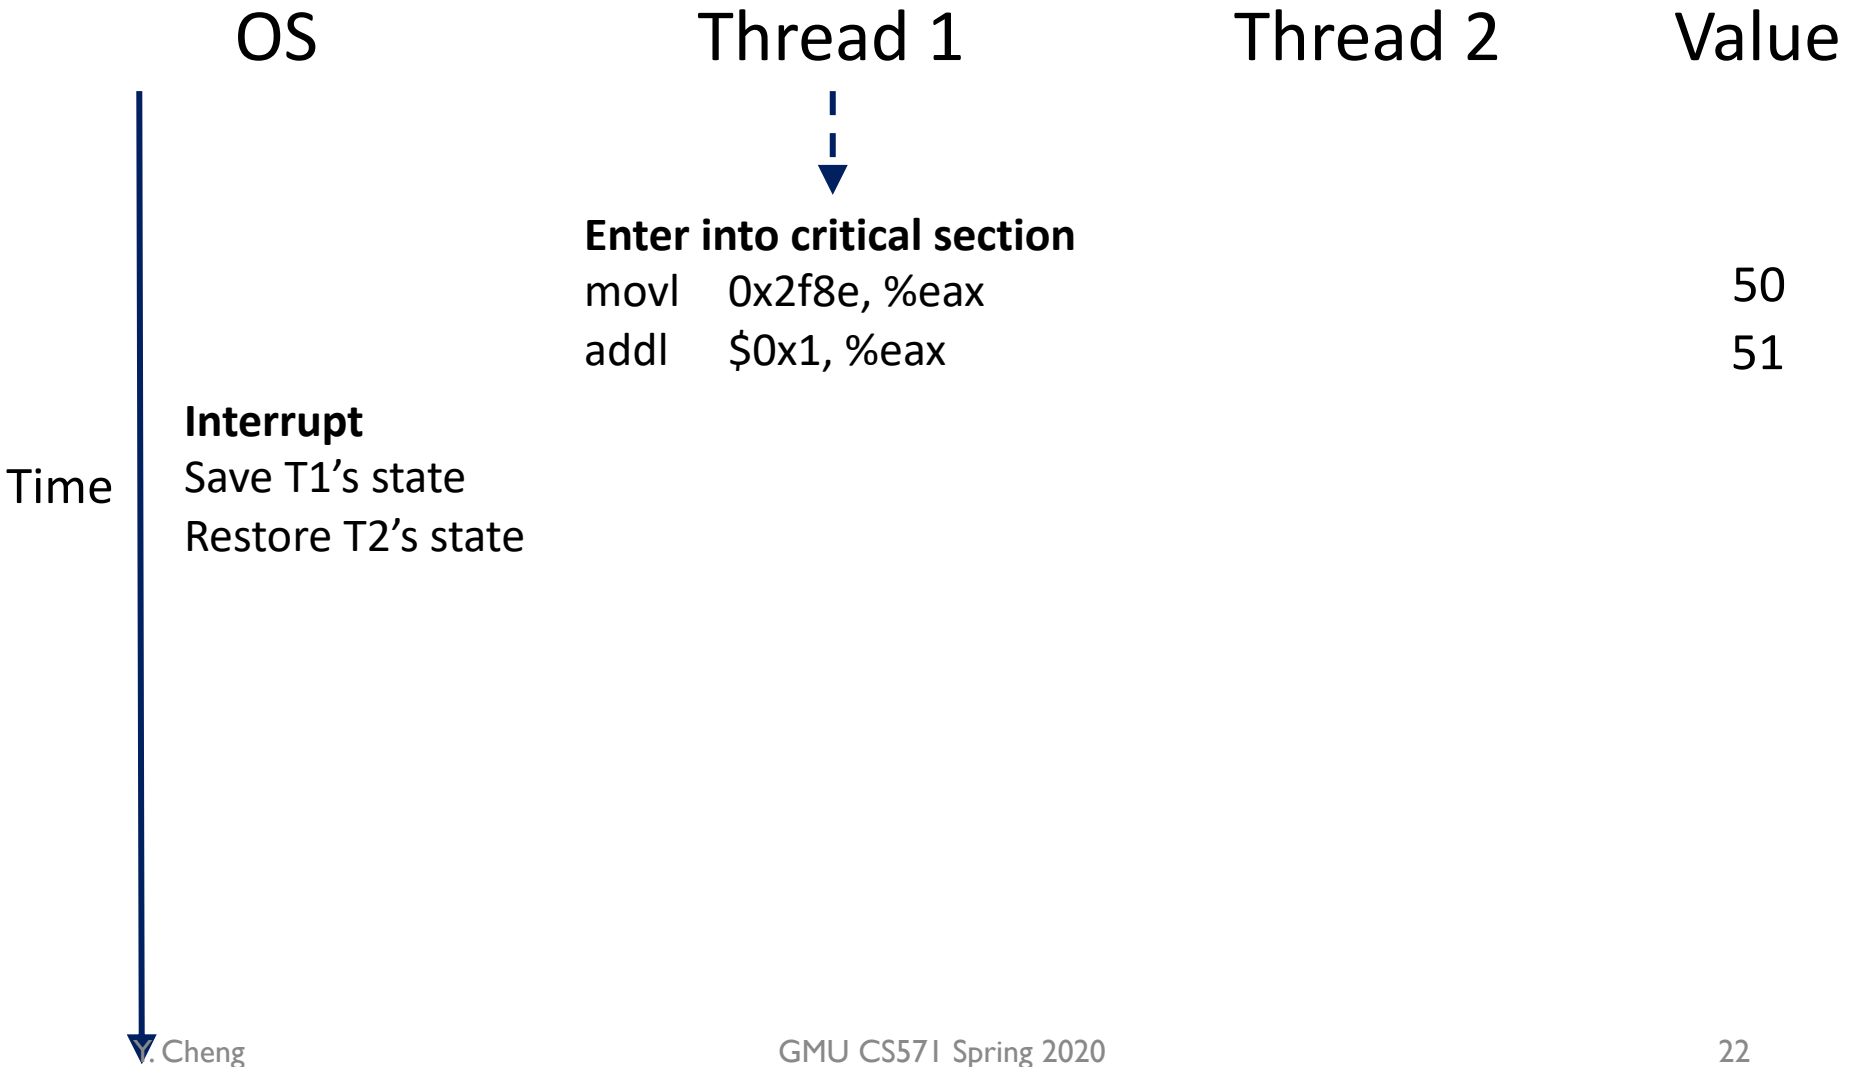 OS Thread 1 Thread 2 Value
Enter into critical section
movl 0x2f8e, %eax 50
addl $0x1, %eax 51
Interrupt
Time Save T1’s state
Restore T2’s state
Y. Cheng GMU CS571 Spring 2020 22